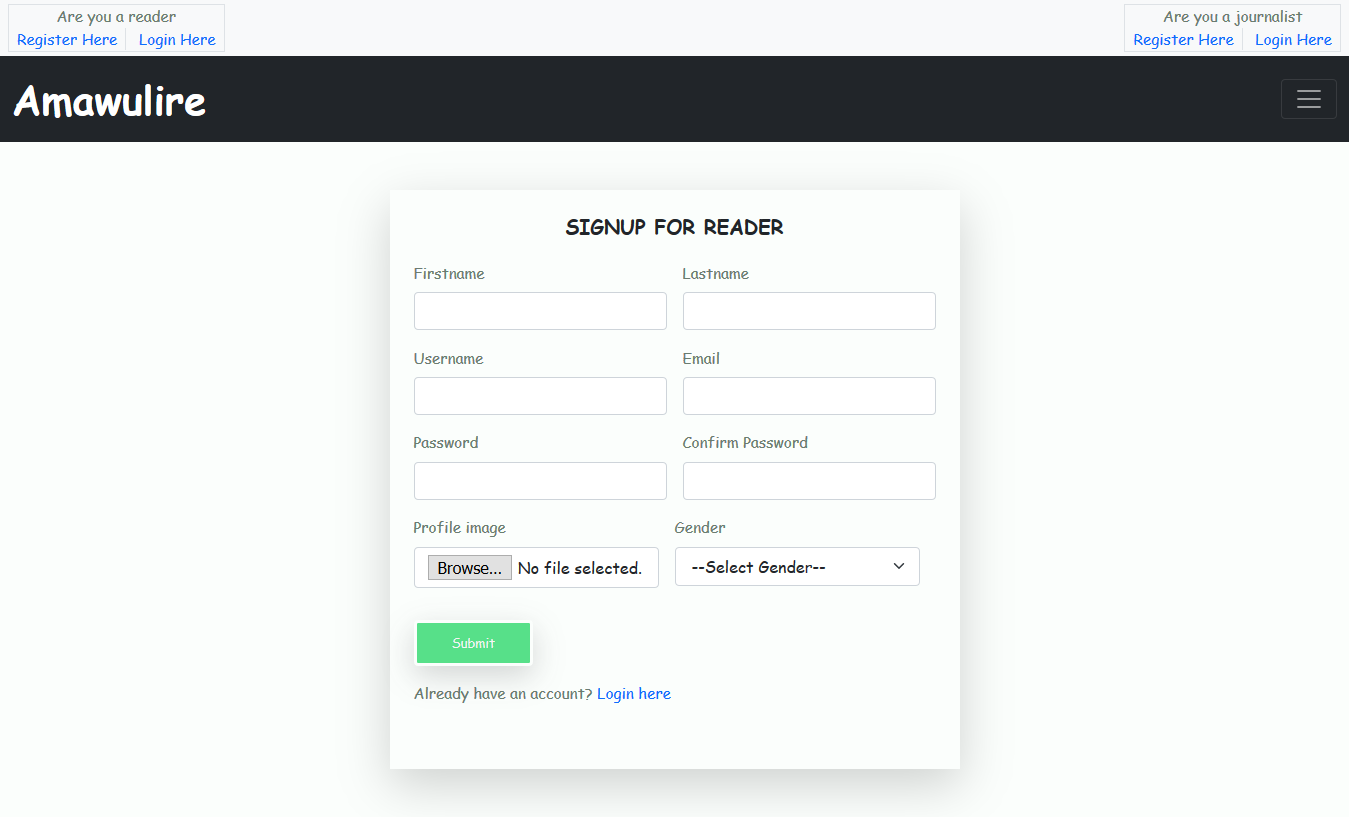 Are you a reader
Register Here Login Here
Are you a journalist
Register Here Login Here
Amawulire
SIGNUP FOR READER
Firstname Lastname
Username Email
Password Confirm Password
Profile image Gender
Browse... No file selected. --Select Gender--
Submit
Already have an account? Login here